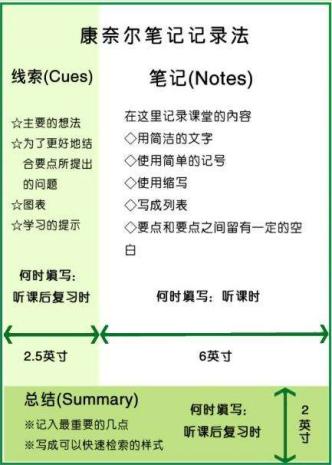 康奈尔笔记记录法
线索(Cues)
☆主要的想法
☆为了更好地结
合要点所提出
的问题
☆图表
☆学习的提示
何时填写：
听课后复习时
笔记(Notes)
在这里记录课堂的内容
◇用简洁的文字
◇使用简单的记号
◇使用缩写
◇写成列表
◇要点和要点之间留有一定的空
白
何时填写：听课时
2.5英寸
6英寸
总结(Summary)
※记入最重要的几点
※写成可以快速检索的样式
何时填写：
听课后复习时
2英寸